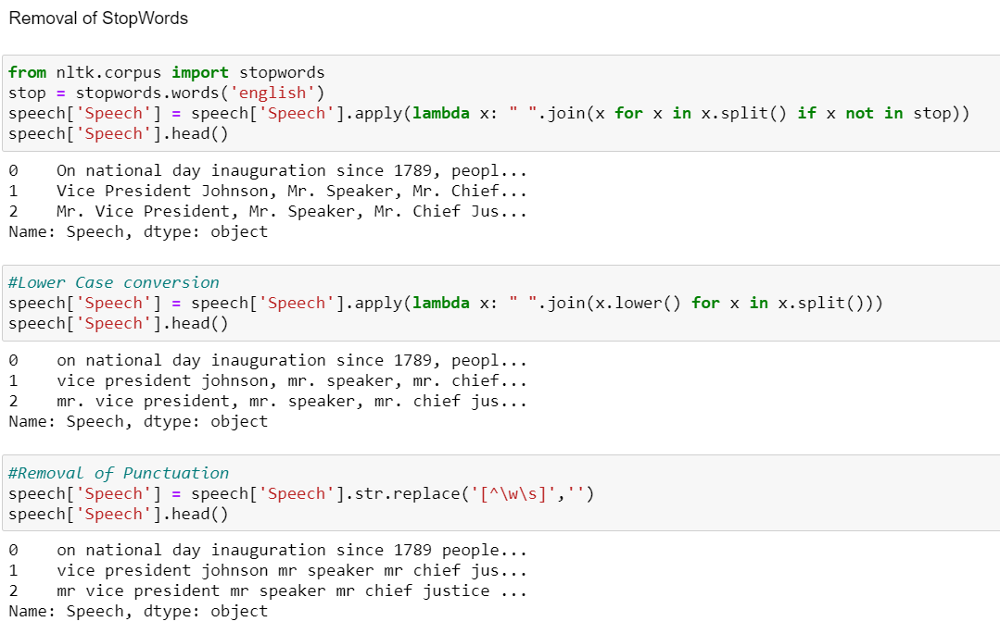 Removal of StopWords
from nltk.corpus import stopwords
stop = stopwords.words('english')
speech['Speech'] = speech['Speech'].apply(lambda x: " ".join(x for x in x.split() if x not in stop))
speech['Speech'].head()
0    On national day inauguration since 1789, peopl...
1    Vice President Johnson, Mr. Speaker, Mr. Chief...
2    Mr. Vice President, Mr. Speaker, Mr. Chief Jus...
Name: Speech, dtype: object
#Lower Case conversion
speech['Speech'] = speech['Speech'].apply(lambda x: " ".join(x.lower() for x in x.split()))
speech['Speech'].head()
0    on national day inauguration since 1789, peopl...
1    vice president johnson, mr. speaker, mr. chief...
2    mr. vice president, mr. speaker, mr. chief jus...
Name: Speech, dtype: object
#Removal of Punctuation
speech['Speech'] = speech['Speech'].str.replace('[^\w\s]','')
speech['Speech'].head()
0    on national day inauguration since 1789 people...
1    vice president johnson mr speaker mr chief jus...
2    mr vice president mr speaker mr chief justice ...
Name: Speech, dtype: object